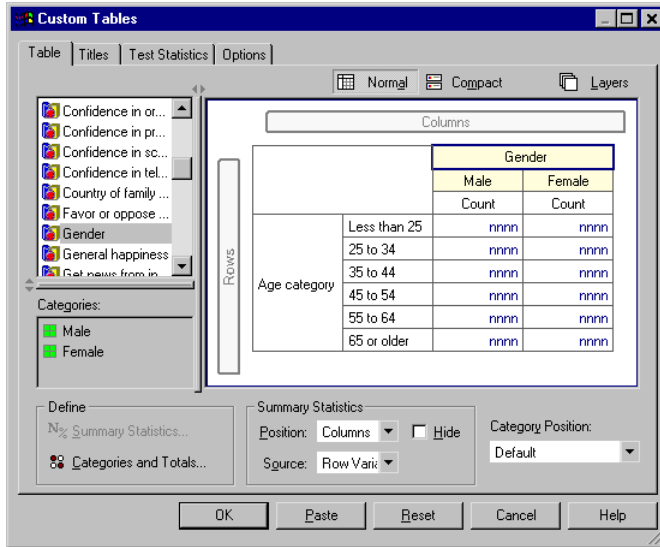 Custom Tables
Table Titles Test Statistics Options
Normal Compact Layers
Confidence in or...
Confidence in pr...
Confidence in sc...
Confidence in tel...
Country of family ...
Favor or oppose ...
Gender
General happiness
Get news from in
Categories:
Male
Female
Columns
Rows
Gender
Male Female
Count Count
Age category
Less than 25 nnnn nnnn
25 to 34 nnnn nnnn
35 to 44 nnnn nnnn
45 to 54 nnnn nnnn
55 to 64 nnnn nnnn
65 or older nnnn nnnn
Define
N% Summary Statistics...
Categories and Totals...
Summary Statistics
Position: Columns Hide
Source: Row Varia
Category Position:
Default
OK Paste Reset Cancel Help